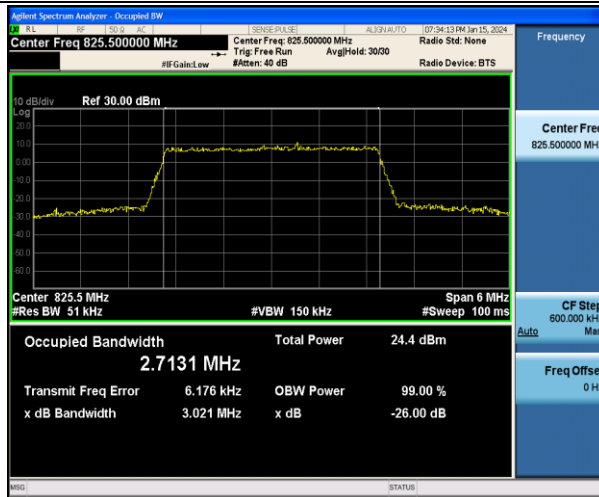 Agilent Spectrum Analyzer - Occupied BW
RL RF 50 Ω AC SENSE:PULSE ALIGN AUTO 07:34:13 PM Jan 15, 2024
Center Freq 825.500000 MHz Center Freq: 825.500000 MHz Radio Std: None
Trig: Free Run Avg|Hold: 30/30
#IFGain:Low #Atten: 40 dB Radio Device: BTS
10 dB/div Ref 30.00 dBm
Log
20.0
10.0
0.00
-10.0
-20.0
-30.0
-40.0
-50.0
-60.0
Center 825.5 MHz Span 6 MHz
#Res BW 51 kHz #VBW 150 kHz #Sweep 100 ms
Occupied Bandwidth Total Power 24.4 dBm
2.7131 MHz
Transmit Freq Error 6.176 kHz OBW Power 99.00 %
x dB Bandwidth 3.021 MHz x dB -26.00 dB
MSG STATUS
Frequency
Center Fre
825.500000 MH
CF Step
600.000 kH
Auto Ma
Freq Offse
0 H